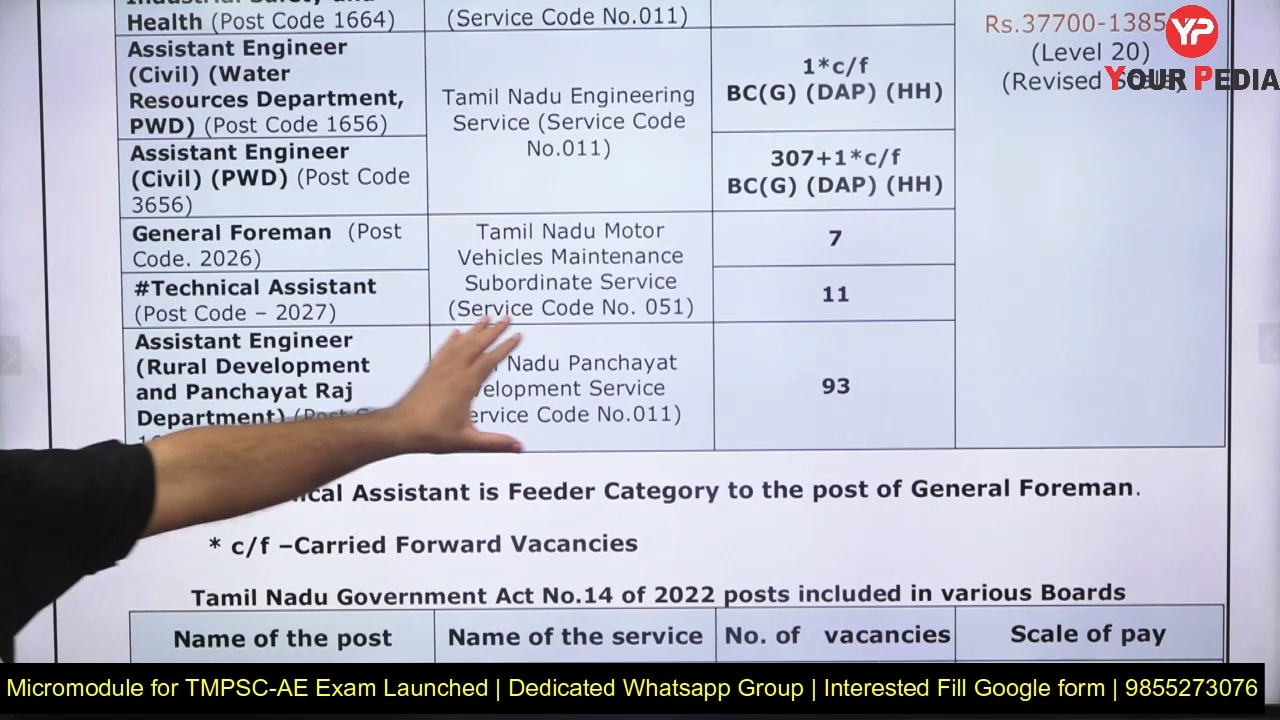 Health (Post Code 1664)
(Service Code No.011)
Rs.37700-1385
(Level 20)
(Revised
YP
YOUR PEDIA
Assistant Engineer
(Civil) (Water
Resources Department,
PWD) (Post Code 1656)
Tamil Nadu Engineering
Service (Service Code
No.011)
1*c/f
BC(G) (DAP) (HH)
Assistant Engineer
(Civil) (PWD) (Post Code
3656)
307+1*c/f
BC(G) (DAP) (HH)
General Foreman (Post
Code. 2026)
Tamil Nadu Motor
Vehicles Maintenance
Subordinate Service
(Service Code No. 051)
7
#Technical Assistant
(Post Code – 2027)
11
Assistant Engineer
(Rural Development
and Panchayat Raj
Department) (Post
Nadu Panchayat
Service
No.011)
93
Assistant is Feeder Category to the post of General Foreman.
* c/f –Carried Forward Vacancies
Tamil Nadu Government Act No.14 of 2022 posts included in various Boards
Name of the post
Name of the service
No. of vacancies
Scale of pay
Micromodule for TMPSC-AE Exam Launched | Dedicated Whatsapp Group | Interested Fill Google form | 9855273076